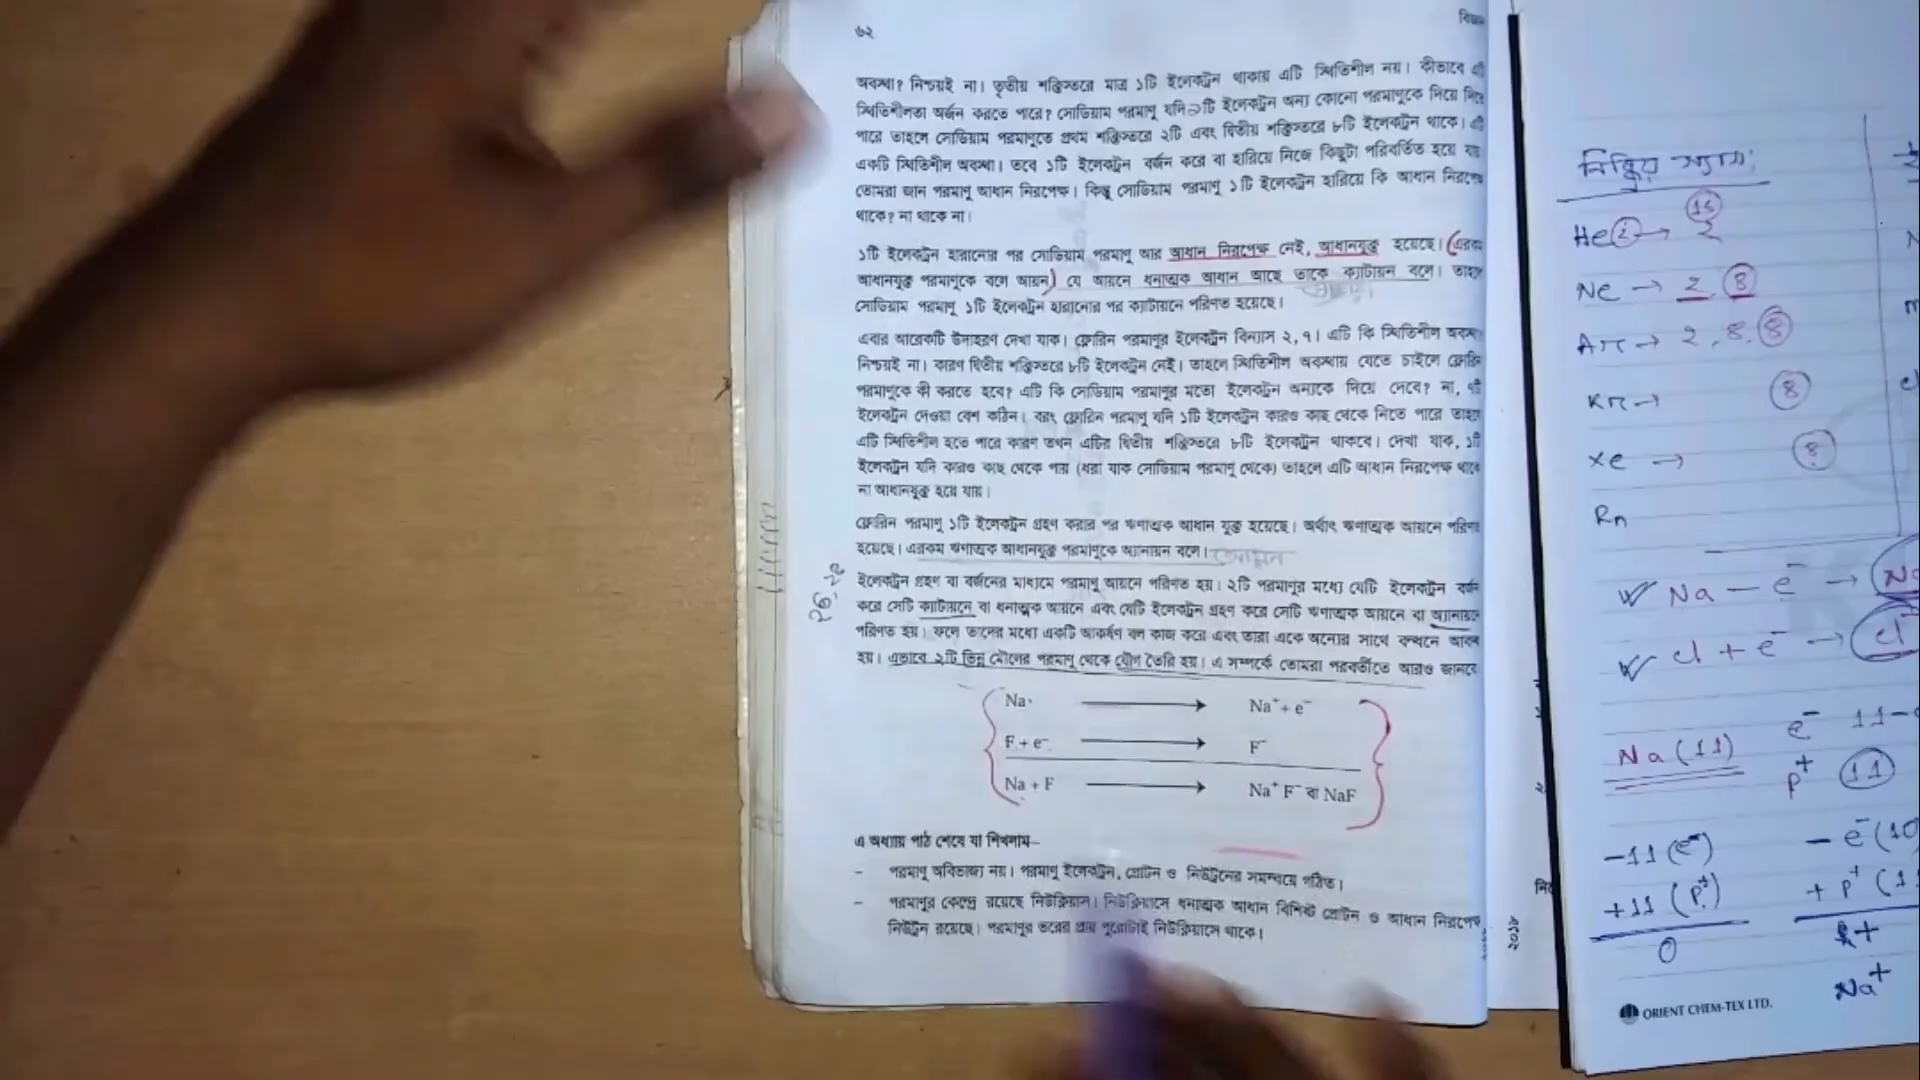 ৬২
অবস্থা? নিশ্চয়ই না। তৃতীয় শক্তিস্তরে মাত্র ১টি ইলেকট্রন থাকায় এটি স্থিতিশীল নয়। কীভাবে
স্থিতিশীলতা অর্জন করতে পারে? সোডিয়াম পরমাণু যদি ১টি ইলেকট্রন অন্য কোনো পরমাণুকে দিয়ে
পারে তাহলে সোডিয়াম পরমাণুতে প্রথম শক্তিস্তরে ২টি এবং দ্বিতীয় শক্তিস্তরে ৮টি ইলেকট্রন থাকে।
একটি স্থিতিশীল অবস্থা। তবে ১টি ইলেকট্রন বর্জন করে বা হারিয়ে নিজে কিছুটা পরিবর্তিত হয়ে
তোমরা জান পরমাণু আধান নিরপেক্ষ। কিন্তু সোডিয়াম পরমাণু ১টি ইলেকট্রন হারিয়ে কি আধান
থাকে? না থাকে না।
১টি ইলেকট্রন হারানোর পর সোডিয়াম পরমাণু আর আধান নিরপেক্ষ নেই, আধানযুক্ত হয়েছে। (এরকম
আধানযুক্ত পরমাণুকে বলে আয়ন) যে আয়নে ধনাত্মক আধান আছে তাকে ক্যাটায়ন বলে।
সোডিয়াম পরমাণু ১টি ইলেকট্রন হারানোর পর ক্যাটায়নে পরিণত হয়েছে।
এবার আরেকটি উদাহরণ দেখা যাক। ফ্লোরিন পরমাণুর ইলেকট্রন বিন্যাস ২, ৭। এটি কি স্থিতিশীল
নিশ্চয়ই না। কারণ দ্বিতীয় শক্তিস্তরে ৮টি ইলেকট্রন নেই। তাহলে স্থিতিশীল অবস্থায় যেতে চাইলে
পরমাণুকে কী করতে হবে? এটি কি সোডিয়াম পরমাণুর মতো ইলেকট্রন অন্যকে দিয়ে দেবে? না,
ইলেকট্রন দেওয়া বেশ কঠিন। বরং ফ্লোরিন পরমাণু যদি ১টি ইলেকট্রন কারও কাছ থেকে নিতে পারে
এটি স্থিতিশীল হতে পারে কারণ তখন এটির দ্বিতীয় শক্তিস্তরে ৮টি ইলেকট্রন থাকবে। দেখা যাক,
ইলেকট্রন যদি কারও কাছ থেকে পায় (ধরা যাক সোডিয়াম পরমাণু থেকে) তাহলে এটি আধান নিরপেক্ষ
না আধানযুক্ত হয়ে যায়।
ফ্লোরিন পরমাণু ১টি ইলেকট্রন গ্রহণ করার পর ঋণাত্মক আধান যুক্ত হয়েছে। অর্থাৎ ঋণাত্মক আয়নে
হয়েছে। এরকম ঋণাত্মক আধানযুক্ত পরমাণুকে অ্যানায়ন বলে।
ইলেকট্রন গ্রহণ বা বর্জনের মাধ্যমে পরমাণু আয়নে পরিণত হয়। ২টি পরমাণুর মধ্যে যেটি ইলেকট্রন
করে সেটি ক্যাটায়নে বা ধনাত্মক আয়নে এবং যেটি ইলেকট্রন গ্রহণ করে সেটি ঋণাত্মক আয়নে বা
পরিণত হয়। ফলে তাদের মধ্যে একটি আকর্ষণ বল কাজ করে এবং তারা একে অন্যের সাথে বন্ধনে
হয়। এভাবে ২টি ভিন্ন মৌলের পরমাণু থেকে যৌগ তৈরি হয়। এ সম্পর্কে তোমরা পরবর্তীতে আরও জানবে
Na· → Na⁺ + e⁻
F + e⁻ → F⁻
Na + F → Na⁺ F⁻ বা NaF
এ অধ্যায় পাঠ শেষে যা শিখলাম–
- পরমাণু অবিভাজ্য নয়। পরমাণু ইলেকট্রন, প্রোটন ও নিউট্রনের সমন্বয়ে গঠিত।
- পরমাণুর কেন্দ্রে রয়েছে নিউক্লিয়াস। নিউক্লিয়াসে ধনাত্মক আধান বিশিষ্ট প্রোটন ও আধান নিরপেক্ষ
নিউট্রন রয়েছে। পরমাণুর ভরের প্রায় পুরোটাই নিউক্লিয়াসে থাকে।
২০১৯
নিষ্ক্রিয় গ্যাস:
He(2) → 2
Ne → 2, 8
Ar → 2, 8, 8
Kr → 8
Xe → 8
Rn
Na – e⁻ →
Cl + e⁻ → Cl⁻
Na (11)
e⁻
p⁺ 11
–11 (e⁻)
+11 (p⁺)
0
Na⁺
ORIENT CHEM-TEX LTD.